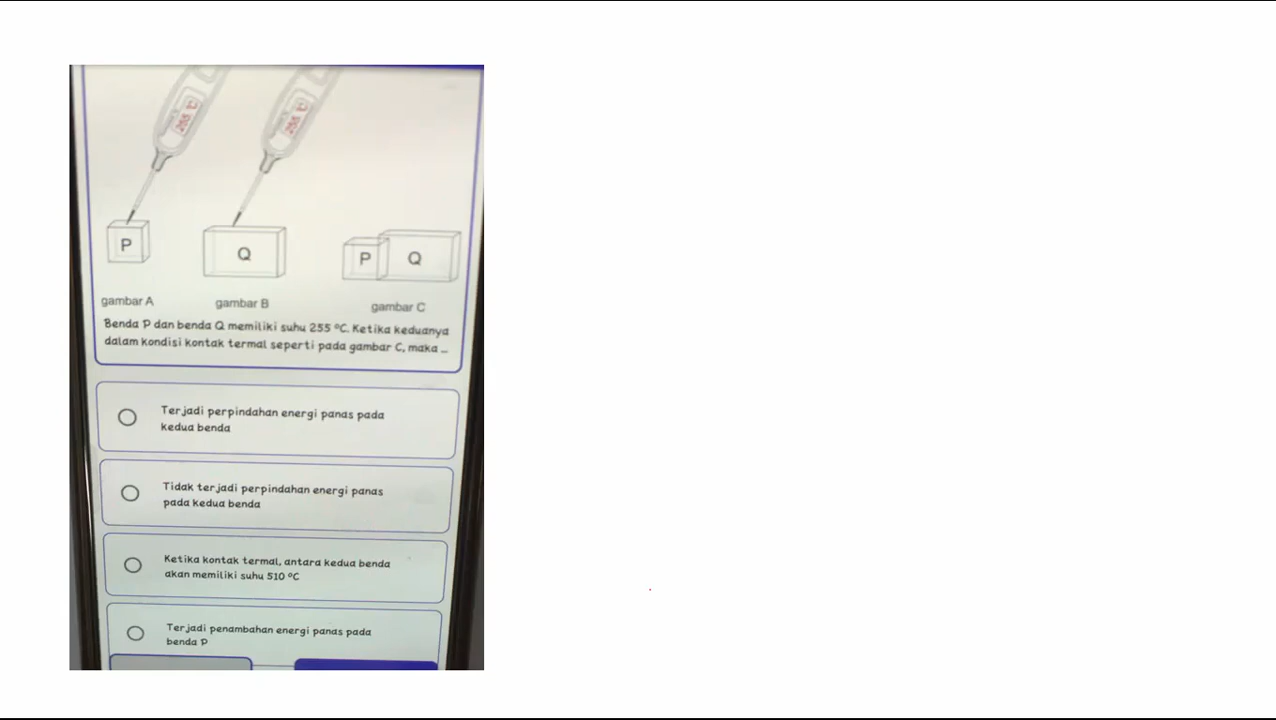 255 °C
255 °C
P
Q
P
Q
gambar A
gambar B
gambar C
Benda P dan benda Q memiliki suhu 255 °C. Ketika keduanya
dalam kondisi kontak termal seperti pada gambar C, maka ...
Terjadi perpindahan energi panas pada
kedua benda
Tidak terjadi perpindahan energi panas
pada kedua benda
Ketika kontak termal, antara kedua benda
akan memiliki suhu 510 °C
Terjadi penambahan energi panas pada
benda P